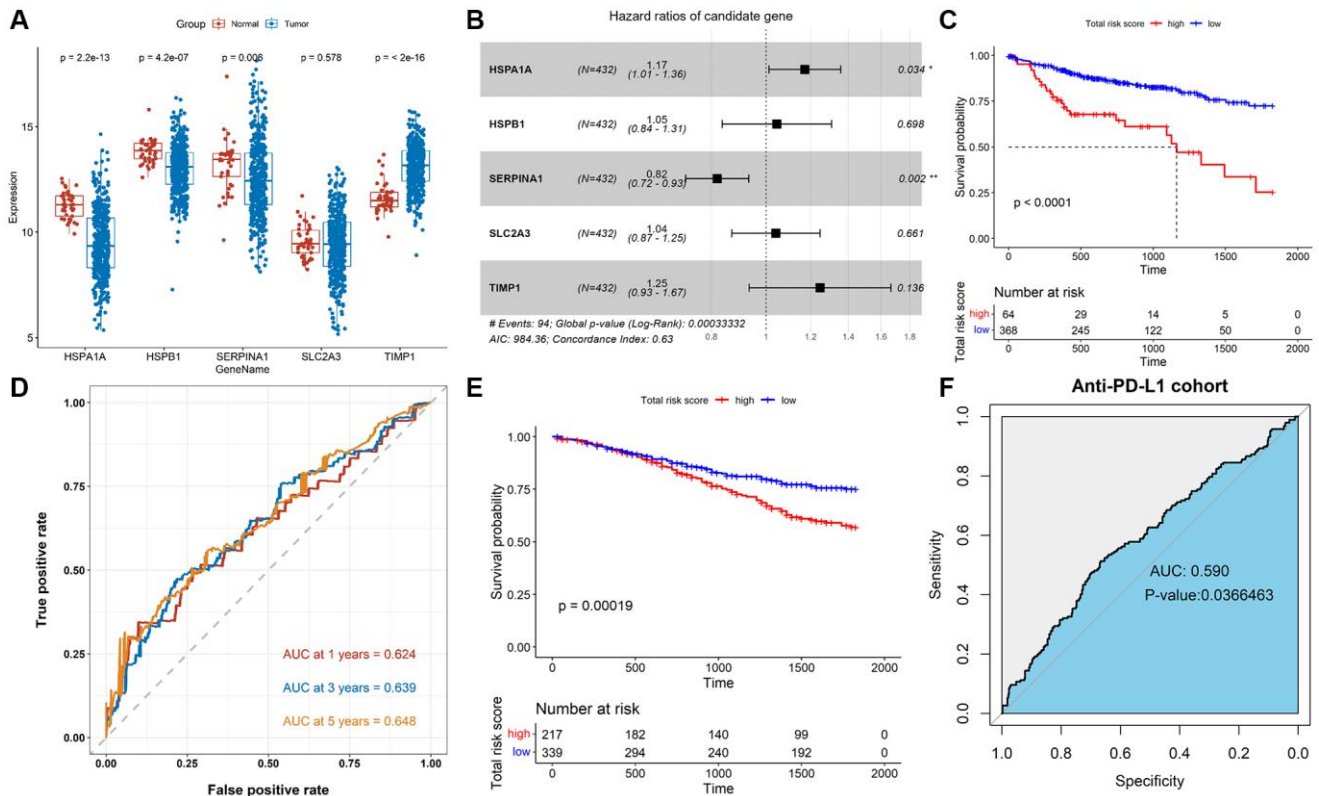 A
Group Normal Tumor
p = 2.2e-13 p = 4.2e-07 p = 0.006 p = 0.578 p = < 2e-16
Expression
15
10
5
HSPA1A HSPB1 SERPINA1 SLC2A3 TIMP1
GeneName
B
Hazard ratios of candidate gene
HSPA1A (N=432) 1.17 (1.01 - 1.36) 0.034 *
HSPB1 (N=432) 1.05 (0.84 - 1.31) 0.698
SERPINA1 (N=432) 0.82 (0.72 - 0.93) 0.002 **
SLC2A3 (N=432) 1.04 (0.87 - 1.25) 0.661
TIMP1 (N=432) 1.25 (0.93 - 1.67) 0.136
# Events: 94; Global p-value (Log-Rank): 0.00033332
AIC: 984.36; Concordance Index: 0.63
0.8 1 1.2 1.4 1.6 1.8
C
Total risk score high low
Survival probability
1.00
0.75
0.50
0.25
0.00
p < 0.0001
0 500 1000 1500 2000
Time
Number at risk
Total risk score
high 64 29 14 5 0
low 368 245 122 50 0
0 500 1000 1500 2000
Time
D
True positive rate
1.00
0.75
0.50
0.25
0.00
AUC at 1 years = 0.624
AUC at 3 years = 0.639
AUC at 5 years = 0.648
0.00 0.25 0.50 0.75 1.00
False positive rate
E
Total risk score high low
Survival probability
1.00
0.75
0.50
0.25
0.00
p = 0.00019
0 500 1000 1500 2000
Time
Number at risk
Total risk score
high 217 182 140 99 0
low 339 294 240 192 0
0 500 1000 1500 2000
Time
F
Anti-PD-L1 cohort
Sensitivity
1.0
0.8
0.6
0.4
0.2
0.0
AUC: 0.590
P-value:0.0366463
1.0 0.8 0.6 0.4 0.2 0.0
Specificity